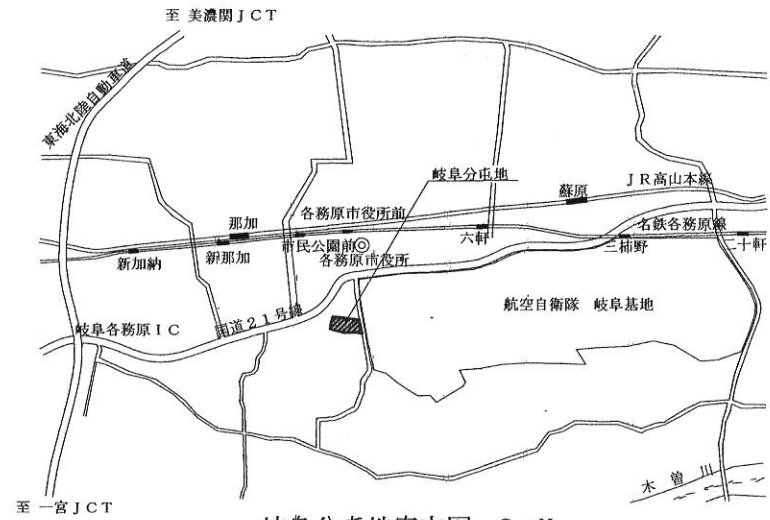 至 美濃関JCT
東海北陸自動車道
岐阜分屯地
蘇原
JR高山本線
那加
各務原市役所前
名鉄各務原線
新加納
新那加
市民公園前
各務原市役所
六軒
三柿野
二十軒
岐阜各務原IC
国道21号線
航空自衛隊 岐阜基地
木曽川
至 一宮JCT